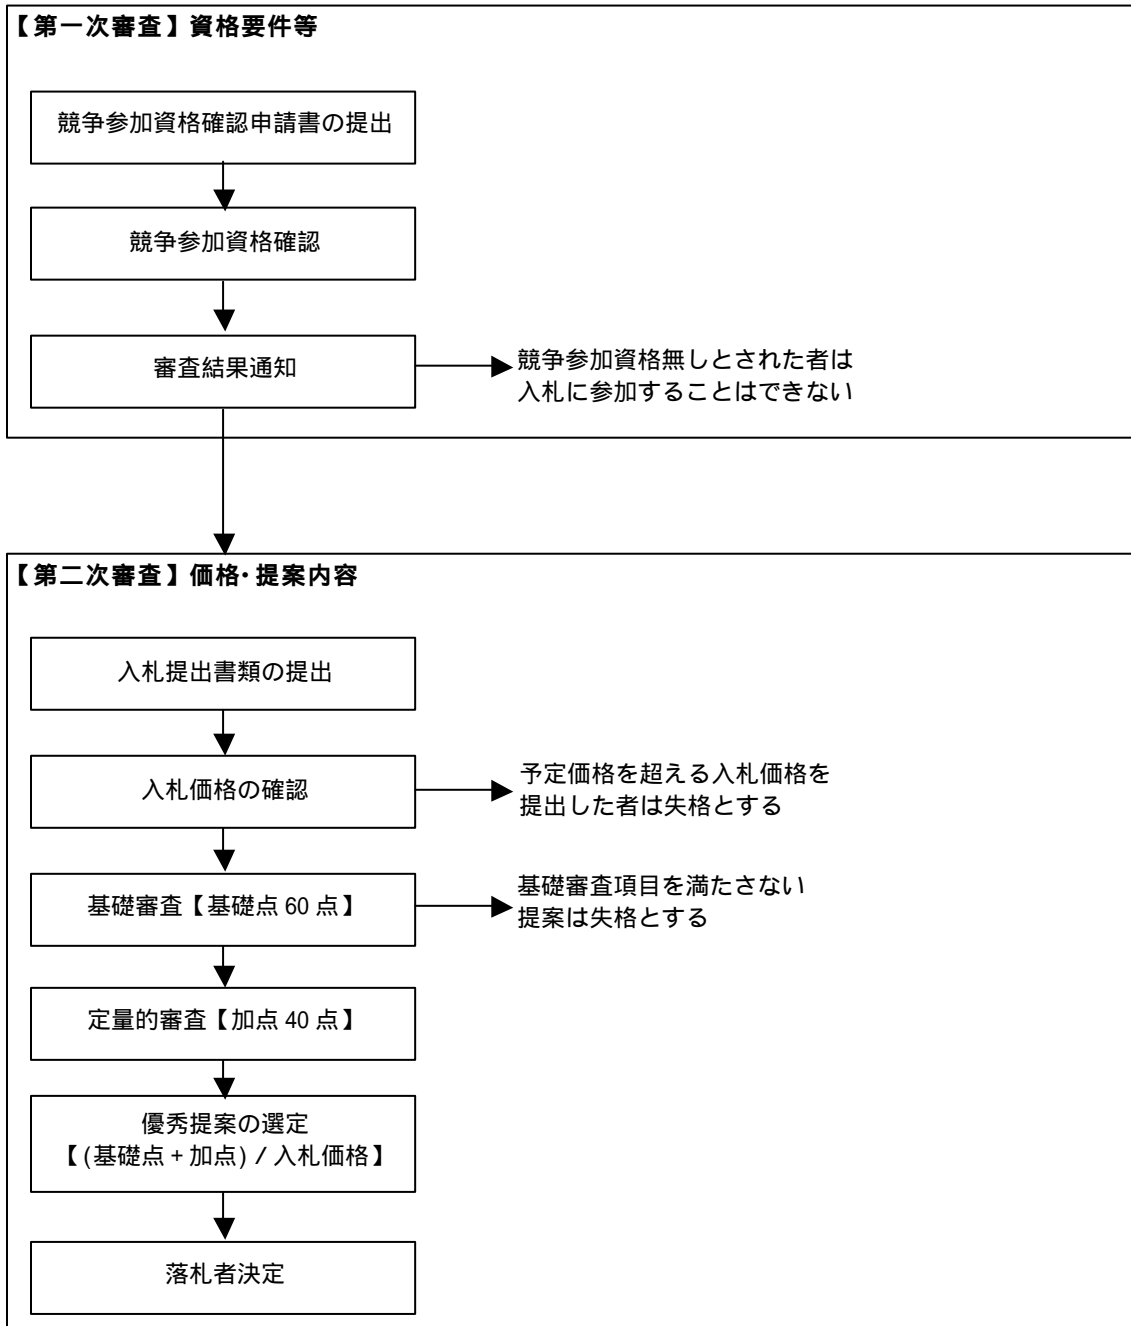 【第一次審査】資格要件等
競争参加資格確認申請書の提出
競争参加資格確認
審査結果通知
競争参加資格無しとされた者は
入札に参加することはできない
【第二次審査】価格・提案内容
入札提出書類の提出
入札価格の確認
予定価格を超える入札価格を
提出した者は失格とする
基礎審査【基礎点 60 点】
基礎審査項目を満たさない
提案は失格とする
定量的審査【加点 40 点】
優秀提案の選定
【(基礎点+加点)/入札価格】
落札者決定